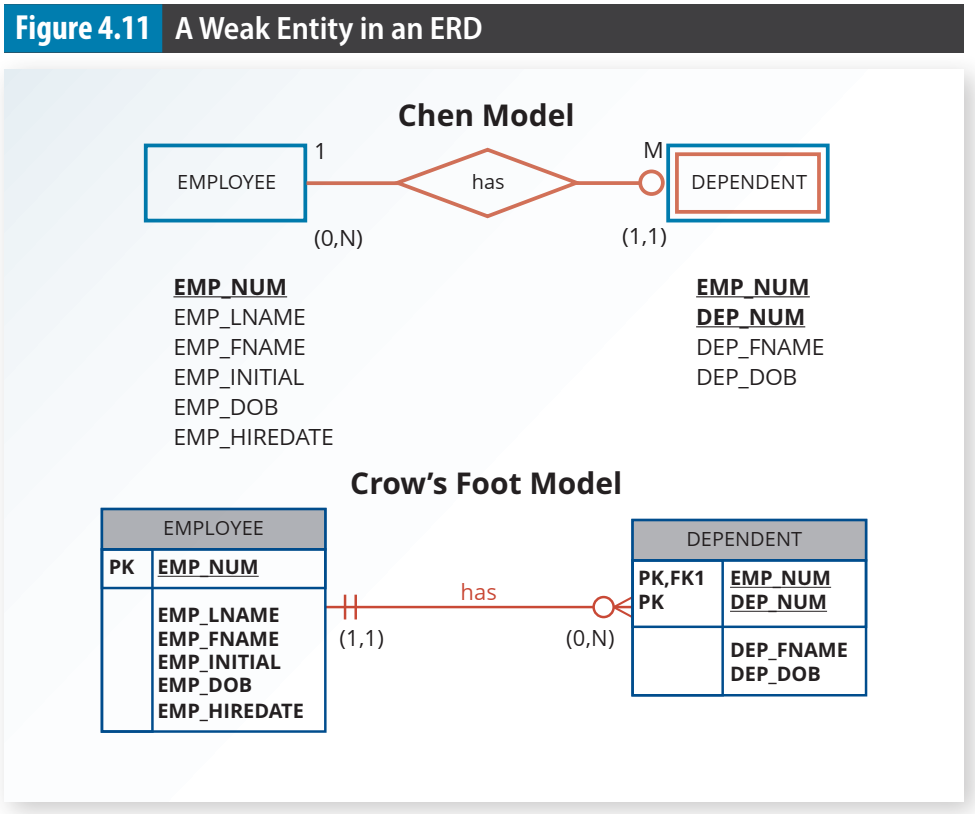 Figure 4.11 A Weak Entity in an ERD
Chen Model
1
M
EMPLOYEE
has
DEPENDENT
(0,N)
(1,1)
EMP_NUM
EMP_LNAME
EMP_FNAME
EMP_INITIAL
EMP_DOB
EMP_HIREDATE
EMP_NUM
DEP_NUM
DEP_FNAME
DEP_DOB
Crow's Foot Model
EMPLOYEE
PK EMP_NUM
EMP_LNAME
EMP_FNAME
EMP_INITIAL
EMP_DOB
EMP_HIREDATE
has
(1,1)
(0,N)
DEPENDENT
PK,FK1 EMP_NUM
PK DEP_NUM
DEP_FNAME
DEP_DOB